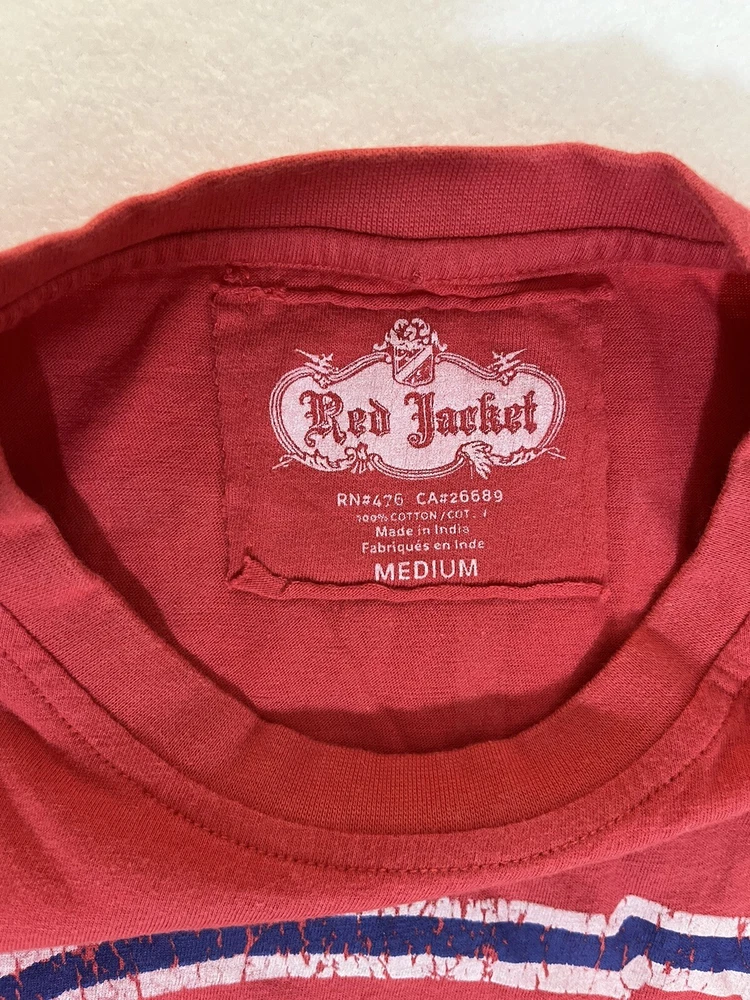 Red Jacket
RN#476 CA#26689
100% COTTON / COT
Made in India
Fabriqués en Inde
MEDIUM